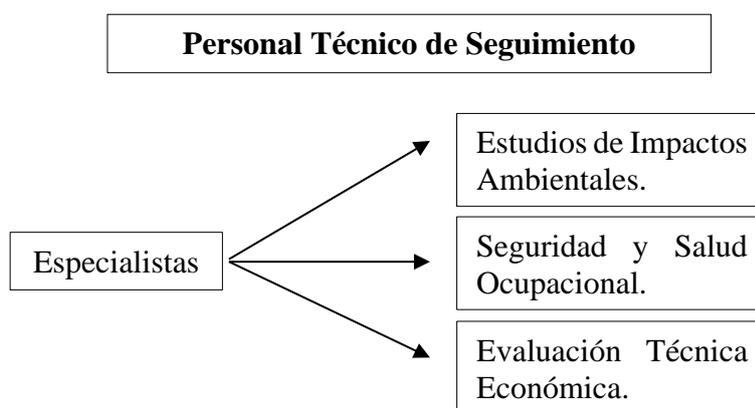 Personal Técnico de Seguimiento
Estudios de Impactos
Ambientales.
Especialistas
Seguridad y Salud
Ocupacional.
Evaluación Técnica
Económica.